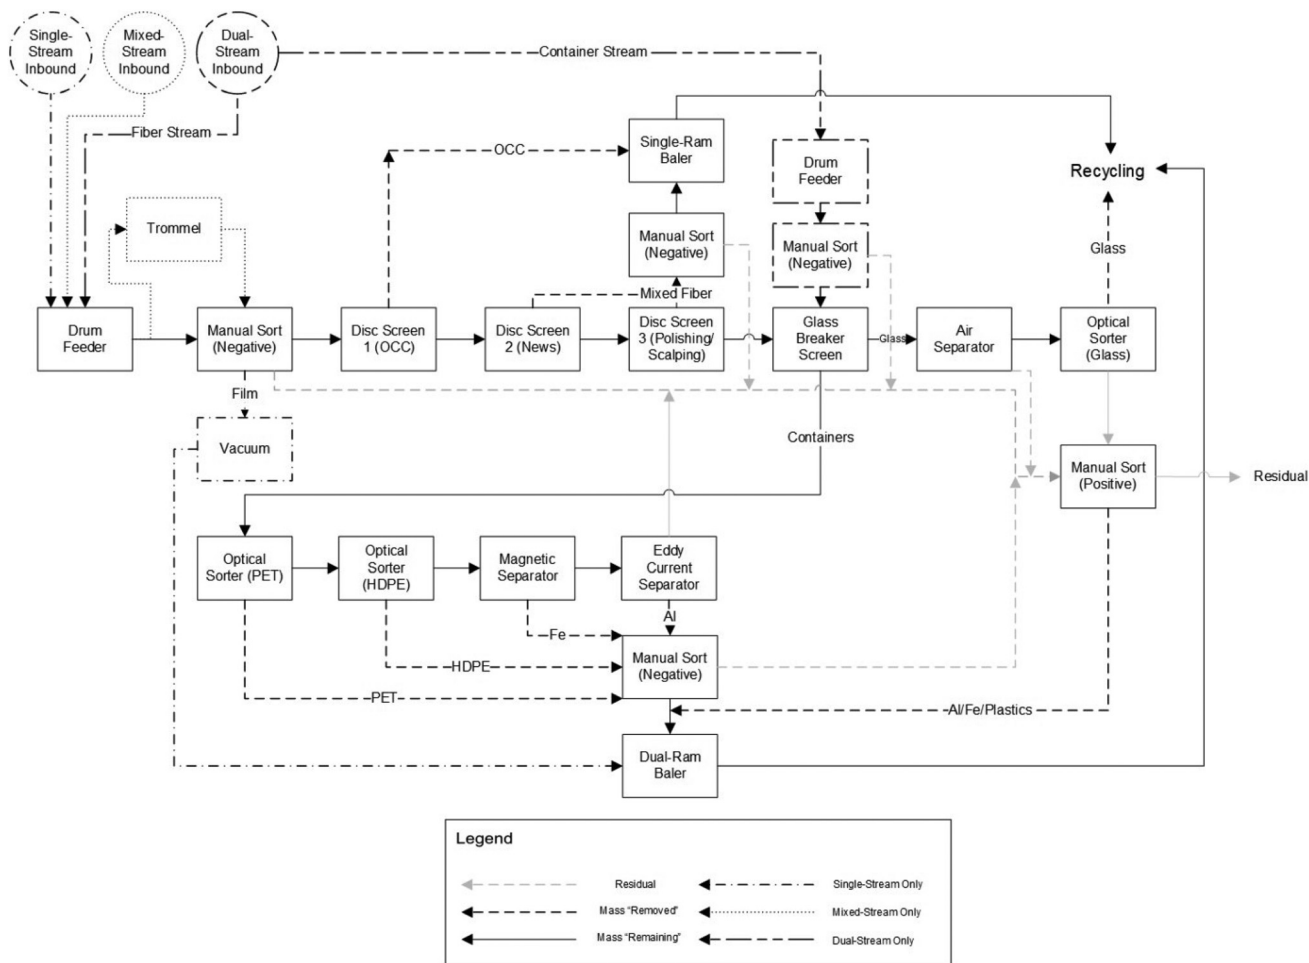 Single-
Stream
Inbound
Mixed-
Stream
Inbound
Dual-
Stream
Inbound
Container Stream
Fiber Stream
OCC
Single-Ram
Baler
Drum
Feeder
Recycling
Trommel
Manual Sort
(Negative)
Manual Sort
(Negative)
Glass
Mixed Fiber
Drum
Feeder
Manual Sort
(Negative)
Disc Screen
1 (OCC)
Disc Screen
2 (News)
Disc Screen
3 (Polishing/
Scalping)
Glass
Breaker
Screen
Glass
Air
Separator
Optical
Sorter
(Glass)
Film
Vacuum
Containers
Manual Sort
(Positive)
Residual
Optical
Sorter (PET)
Optical
Sorter
(HDPE)
Magnetic
Separator
Eddy
Current
Separator
Al
Fe
HDPE
PET
Manual Sort
(Negative)
Al/Fe/Plastics
Dual-Ram
Baler
Legend
Residual
Single-Stream Only
Mass “Removed”
Mixed-Stream Only
Mass “Remaining”
Dual-Stream Only